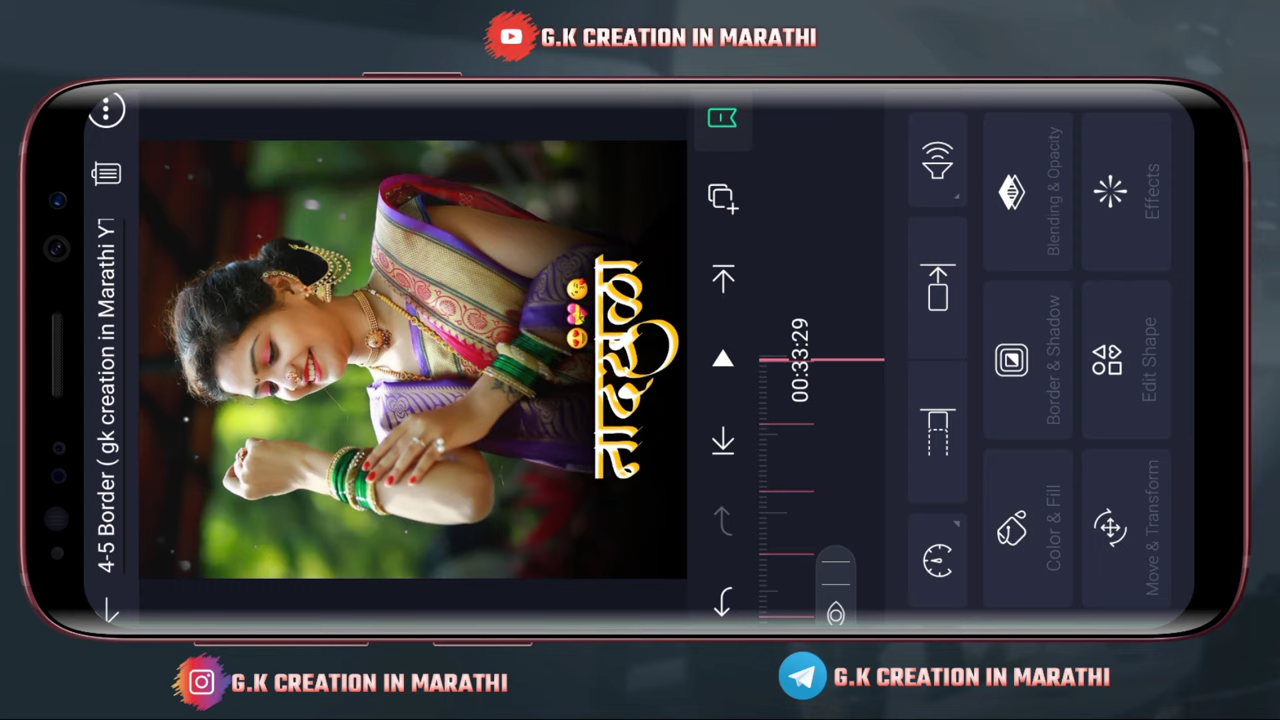 G.K CREATION IN MARATHI
4-5 Border ( gk creation in Marathi Y
00:33:29
Blending & Opacity
Effects
Border & Shadow
Edit Shape
Color & Fill
Move & Transform
G.K CREATION IN MARATHI
G.K CREATION IN MARATHI